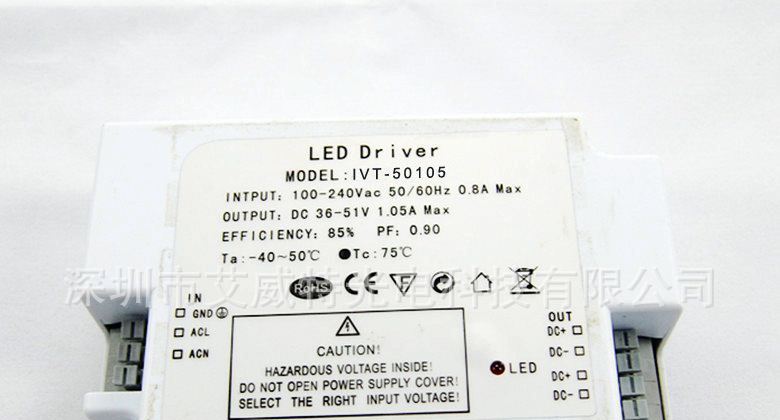 LED Driver
MODEL:IVT-50105
INTPUT: 100-240Vac 50/60Hz 0.8A Max
OUTPUT: DC 36-51V 1.05A Max
EFFICIENCY: 85% PF: 0.90
Ta:-40~50℃ ●Tc:75℃
RoHS CE F
深圳市艾威特光电科技有限公司
IN
GND
ACL
ACN
CAUTION!
HAZARDOUS VOLTAGE INSIDE!
DO NOT OPEN POWER SUPPLY COVER!
SELECT THE RIGHT INPUT VOLTAGE!
LED
OUT
DC+
DC-
DC+
DC-